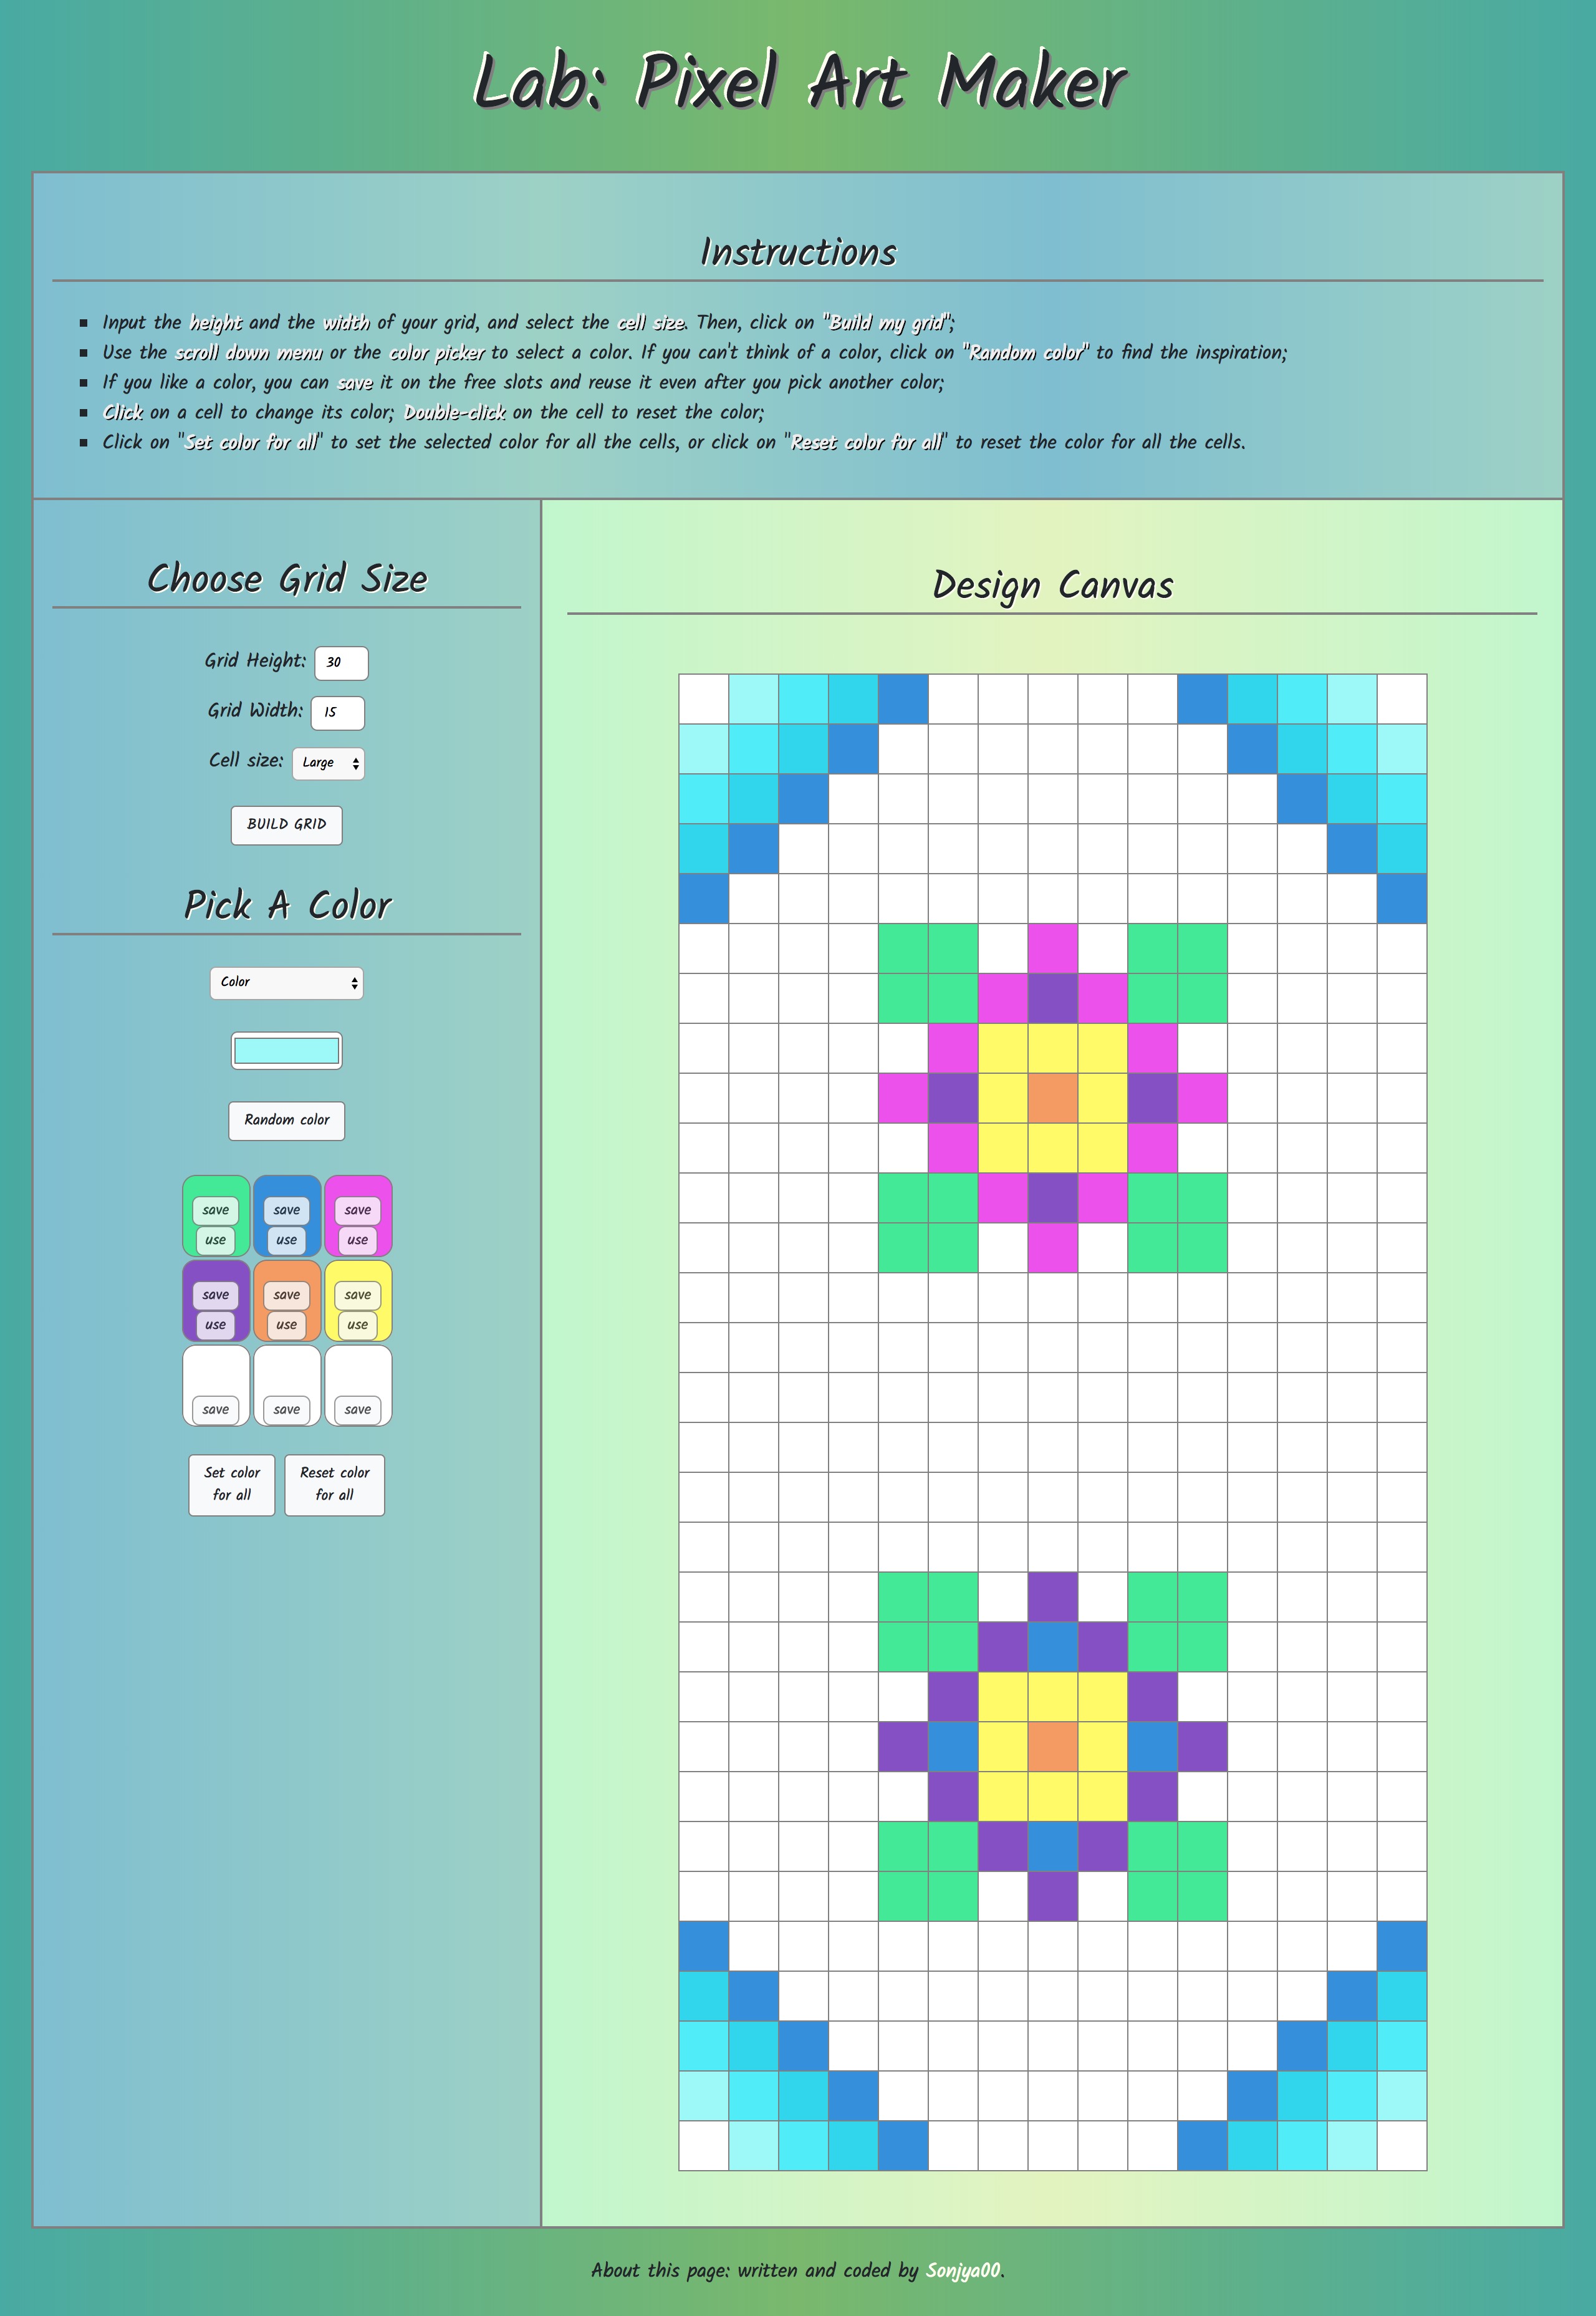 Lab: Pixel Art Maker
Instructions
Input the height and the width of your grid, and select the cell size. Then, click on "Build my grid";
Use the scroll down menu or the color picker to select a color. If you can't think of a color, click on "Random color" to find the inspiration;
If you like a color, you can save it on the free slots and reuse it even after you pick another color;
Click on a cell to change its color; Double-click on the cell to reset the color;
Click on "Set color for all" to set the selected color for all the cells, or click on "Reset color for all" to reset the color for all the cells.
Choose Grid Size
Grid Height: 30
Grid Width: 15
Cell size: Large
BUILD GRID
Pick A Color
Color
Random color
save save save
use use use
save save save
use use use
save save save
Set color Reset color
for all for all
Design Canvas
About this page: written and coded by Sonjya00.